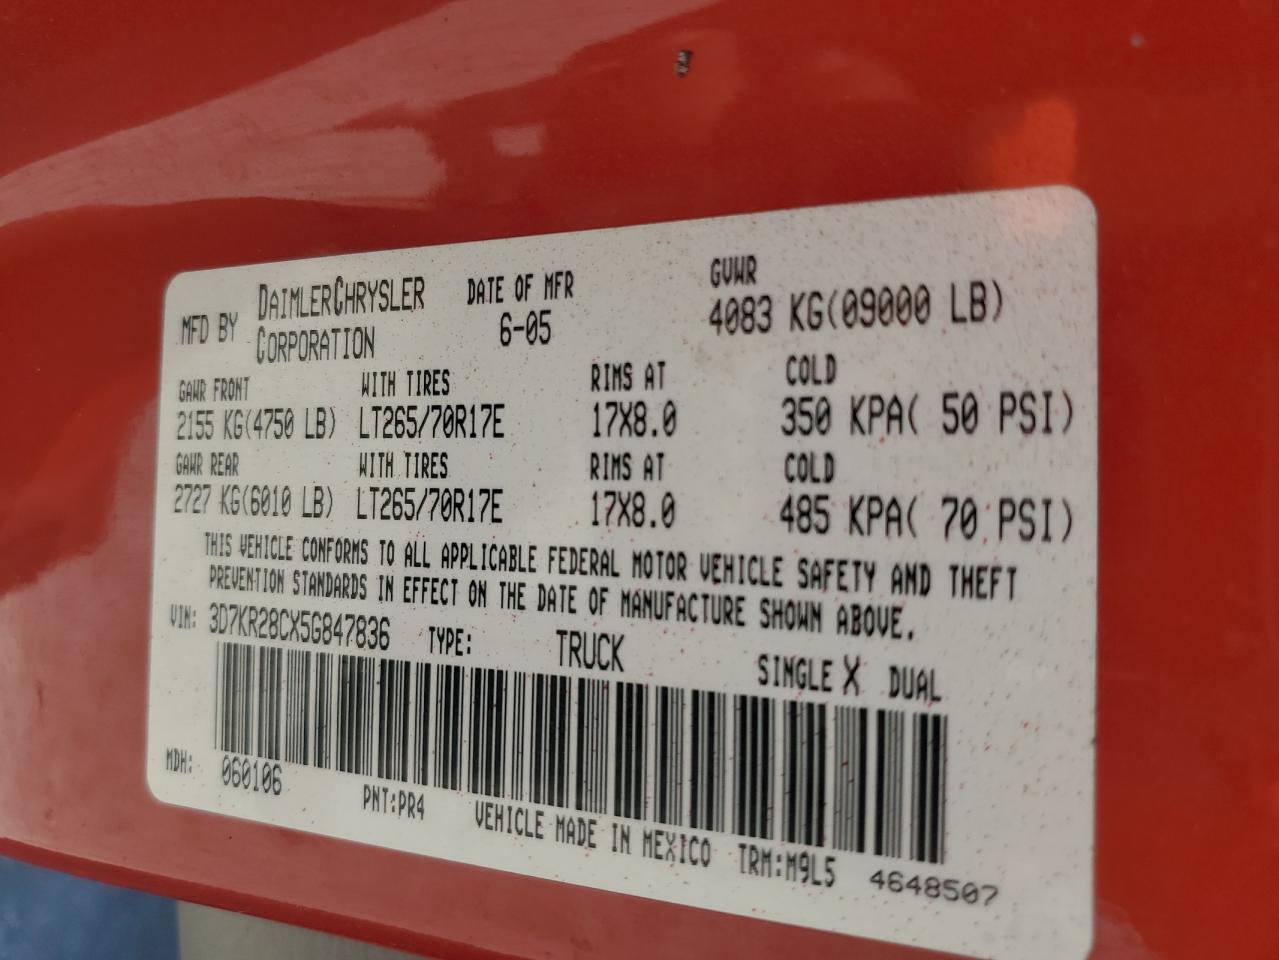 MFD BY DAIMLERCHRYSLER CORPORATION DATE OF MFR 6-05 GVWR 4083 KG(09000 LB)
GAWR FRONT WITH TIRES RIMS AT COLD
2155 KG(4750 LB) LT265/70R17E 17X8.0 350 KPA( 50 PSI)
GAWR REAR WITH TIRES RIMS AT COLD
2727 KG(6010 LB) LT265/70R17E 17X8.0 485 KPA( 70 PSI)
THIS VEHICLE CONFORMS TO ALL APPLICABLE FEDERAL MOTOR VEHICLE SAFETY AND THEFT
PREVENTION STANDARDS IN EFFECT ON THE DATE OF MANUFACTURE SHOWN ABOVE.
VIN: 3D7KR28CX5G847836 TYPE: TRUCK SINGLE X DUAL
MDH: 060106 PNT:PR4 VEHICLE MADE IN MEXICO TRM:M9L5 4648507